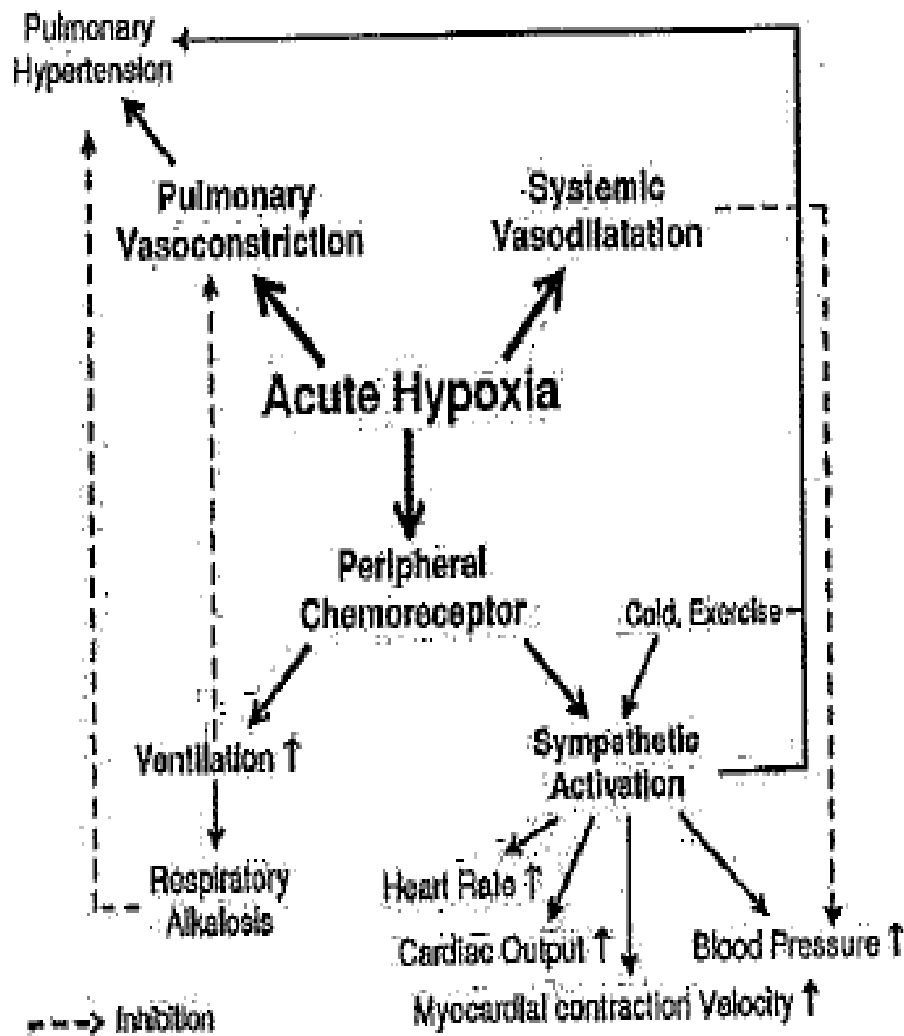 Pulmonary
Hypertension
Pulmonary
Vasoconstriction
Systemic
Vasodilatation
Acute Hypoxia
Peripheral
Chemoreceptor
Cold, Exercise
Ventilation ↑
Sympathetic
Activation
Respiratory
Alkalosis
Heart Rate ↑
Cardiac Output ↑
Blood Pressure ↑
Myocardial contraction Velocity ↑
Inhibition